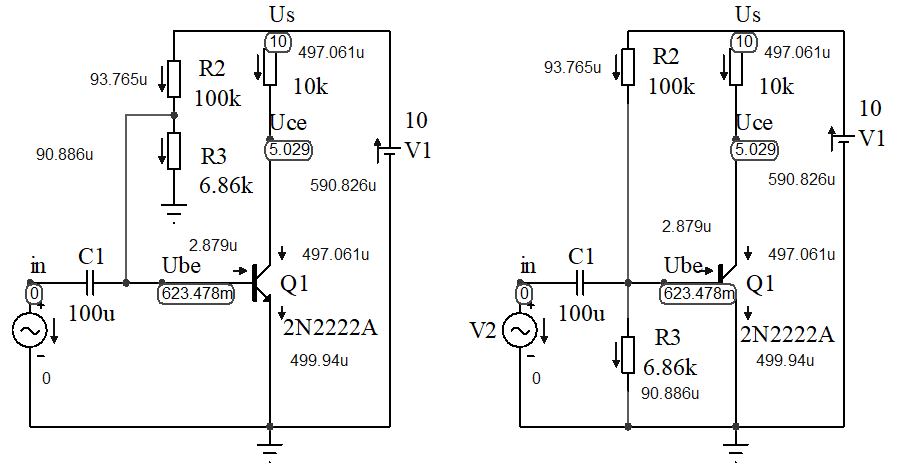 Us
10
497.061u
R2
100k
93.765u
10k
Uce
5.029
10
V1
R3
6.86k
90.886u
590.826u
2.879u
497.061u
in
0
C1
100u
Ube
623.478m
Q1
2N2222A
499.94u
0
Us
10
497.061u
R2
100k
93.765u
10k
Uce
5.029
10
V1
590.826u
2.879u
497.061u
in
0
C1
100u
Ube
623.478m
Q1
V2
R3
6.86k
90.886u
2N2222A
499.94u
0